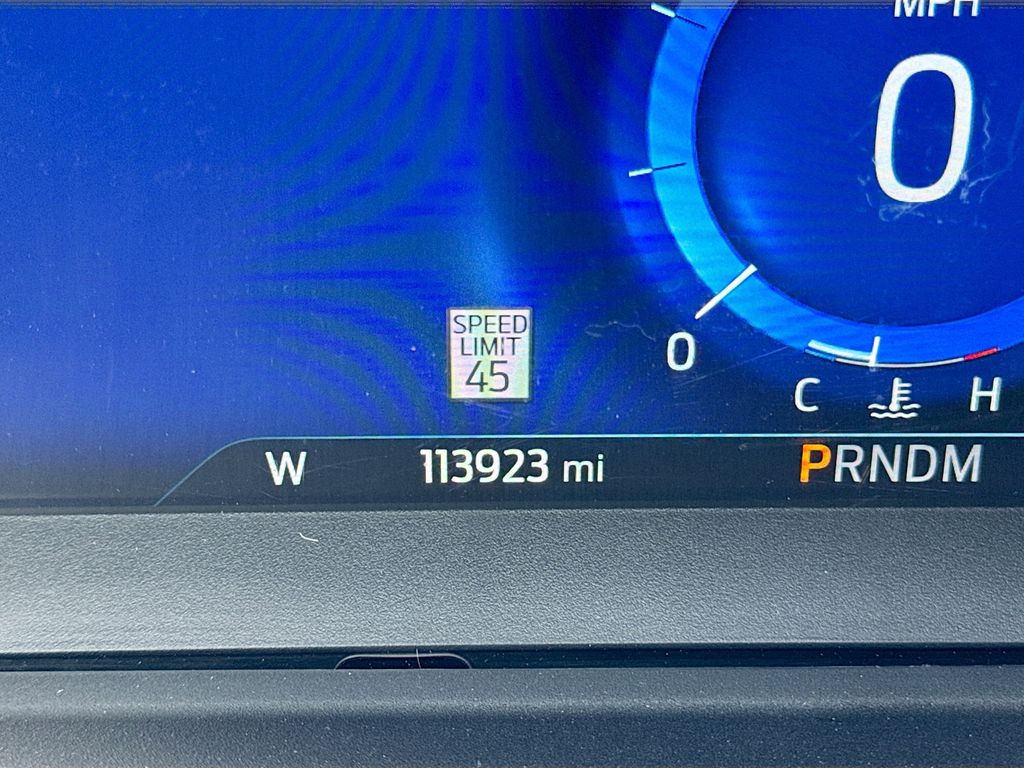 MPH
0
SPEED
LIMIT
45
0
C H
W 113923 mi PRNDM